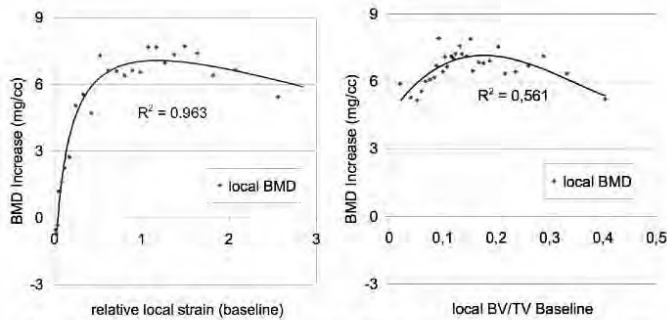 9
6
3
0
-3
BMD Increase (mg/cc)
R² = 0.963
local BMD
0
1
2
3
relative local strain (baseline)
9
6
3
0
-3
BMD Increase (mg/cc)
R² = 0,561
local BMD
0
0,1
0,2
0,3
0,4
0,5
local BV/TV Baseline